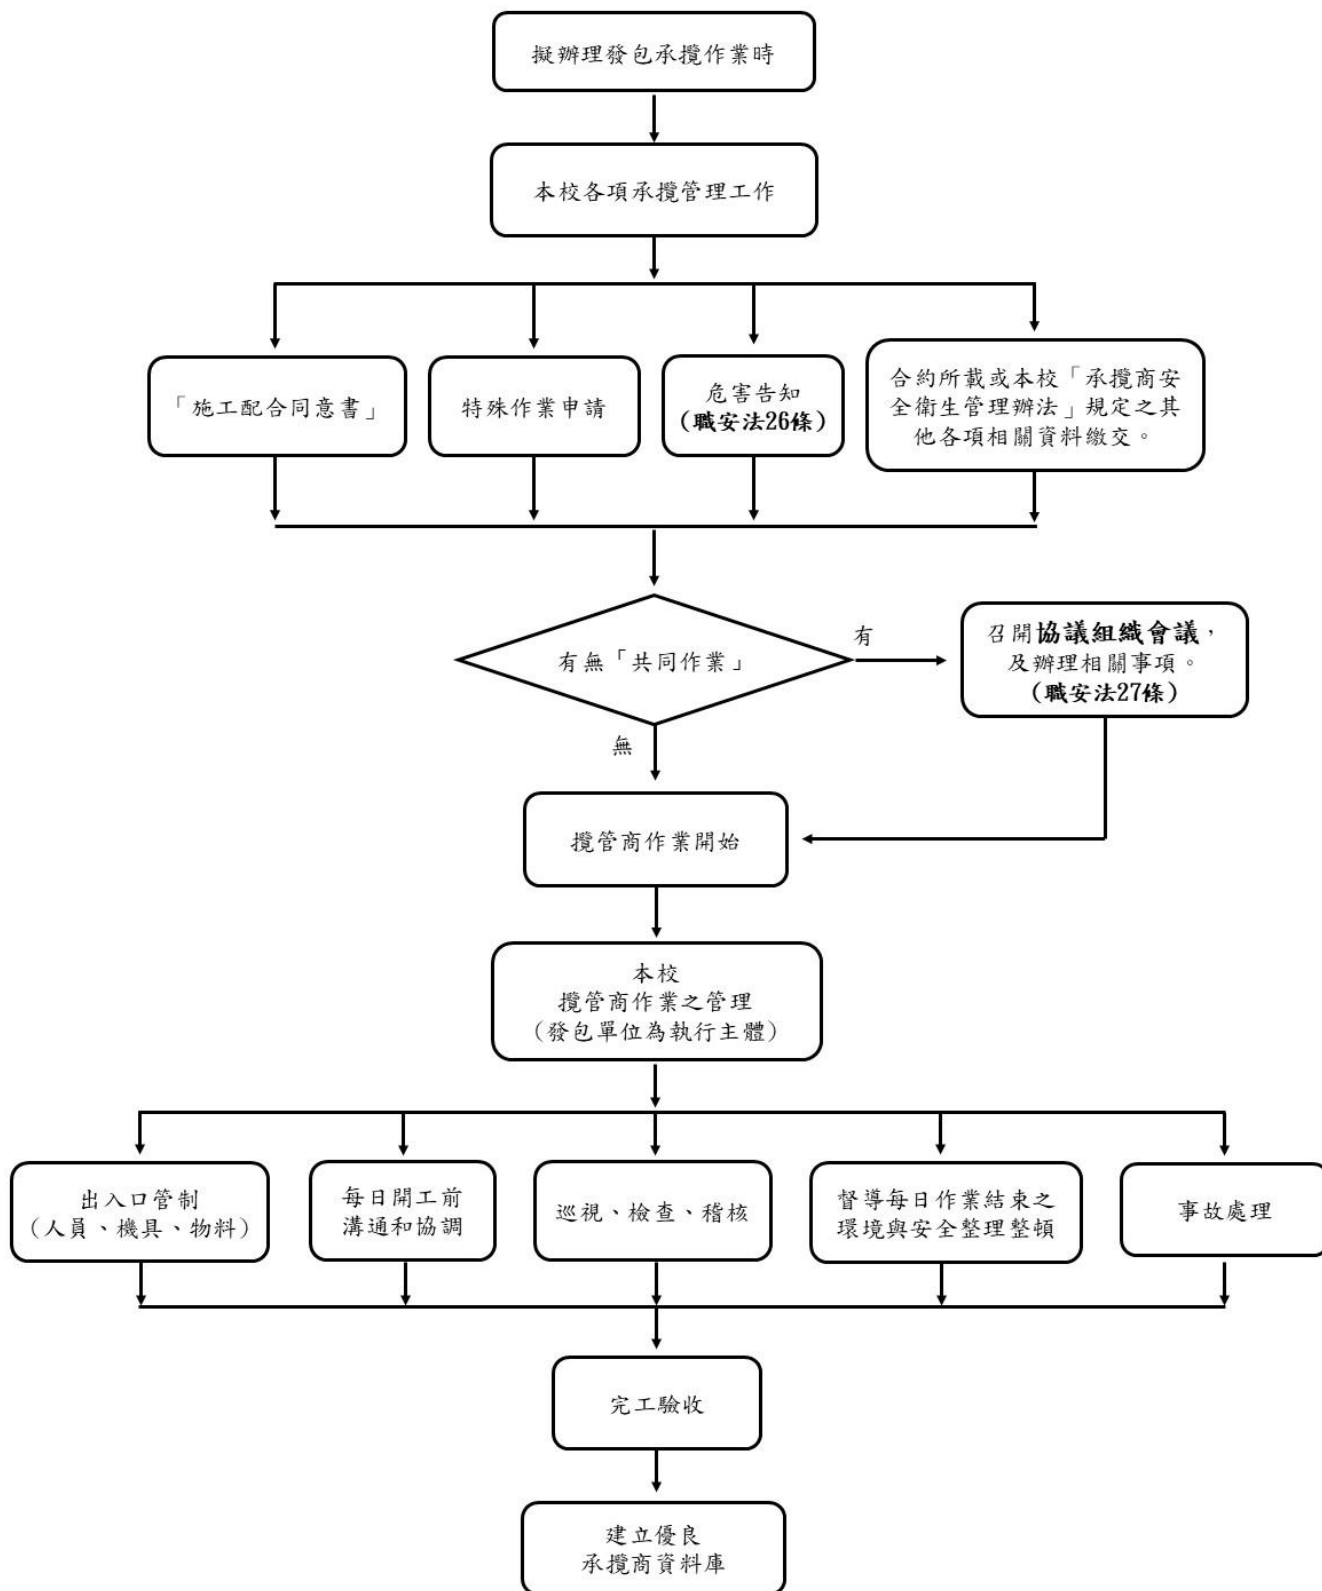 擬辦理發包承攬作業時
本校各項承攬管理工作
「施工配合同意書」
特殊作業申請
危害告知
(職安法26條)
合約所載或本校「承攬商安
全衛生管理辦法」規定之其
他各項相關資料繳交。
有無「共同作業」
有
召開協議組織會議，
及辦理相關事項。
(職安法27條)
無
攬管商作業開始
本校
攬管商作業之管理
(發包單位為執行主體)
出入口管制
(人員、機具、物料)
每日開工前
溝通和協調
巡視、檢查、稽核
督導每日作業結束之
環境與安全整理整頓
事故處理
完工驗收
建立優良
承攬商資料庫